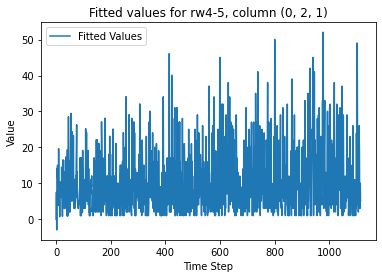 Fitted values for rw4-5, column (0, 2, 1)
Fitted Values
50
40
30
20
10
0
Value
0 200 400 600 800 1000
Time Step